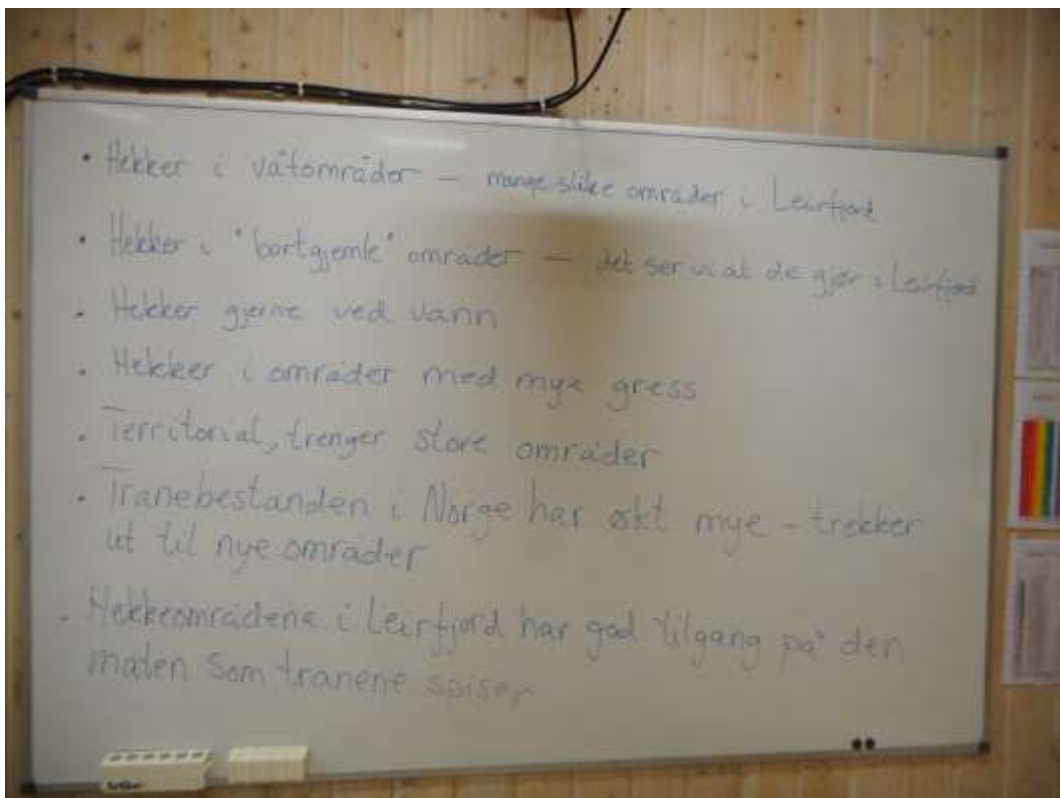 • Hekker i våtområder – mange slike områder i Leirfjord
• Hekker i "bortgjemte" områder – det ser vi at de gjør i Leirfjord
• Hekker gjerne ved vann
• Hekker i områder med mye gress
• Territorial, trenger store områder
• Tranebestanden i Norge har økt mye – trekker
ut til nye områder
• Hekkeområdene i Leirfjord har god tilgang på den
maten som tranene spiser